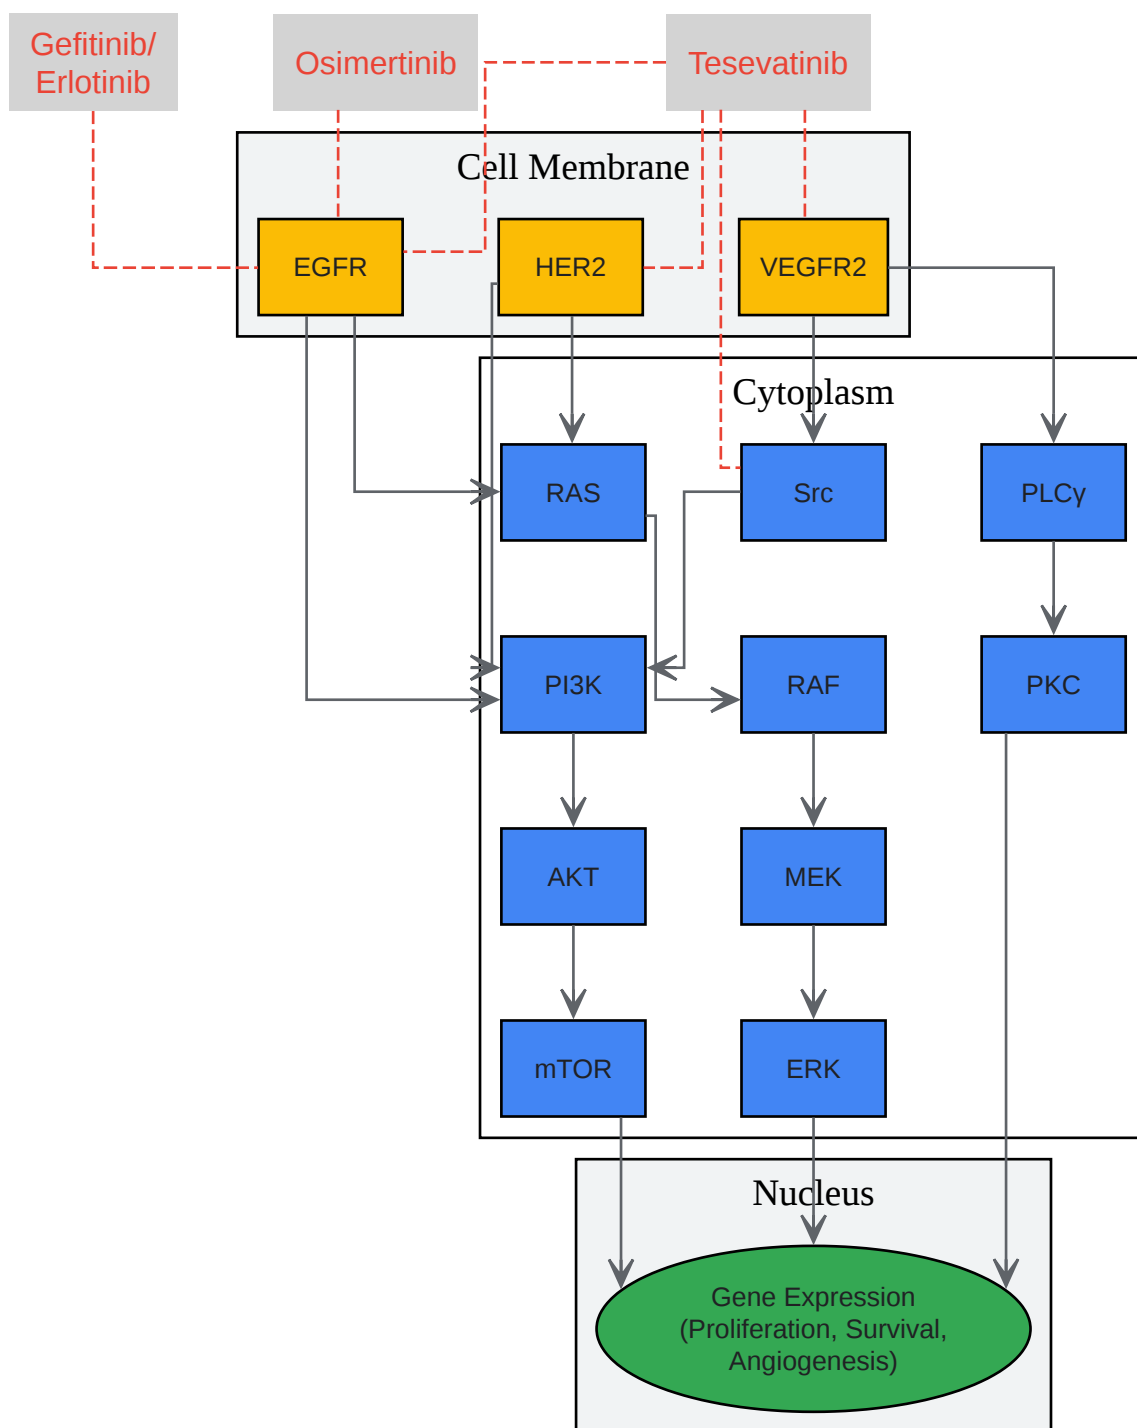 Gefitinib/
Erlotinib
Osimertinib
Tesevatinib
Cell Membrane
EGFR
HER2
VEGFR2
Cytoplasm
RAS
Src
PLCγ
PI3K
RAF
PKC
AKT
MEK
mTOR
ERK
Nucleus
Gene Expression
(Proliferation, Survival,
Angiogenesis)